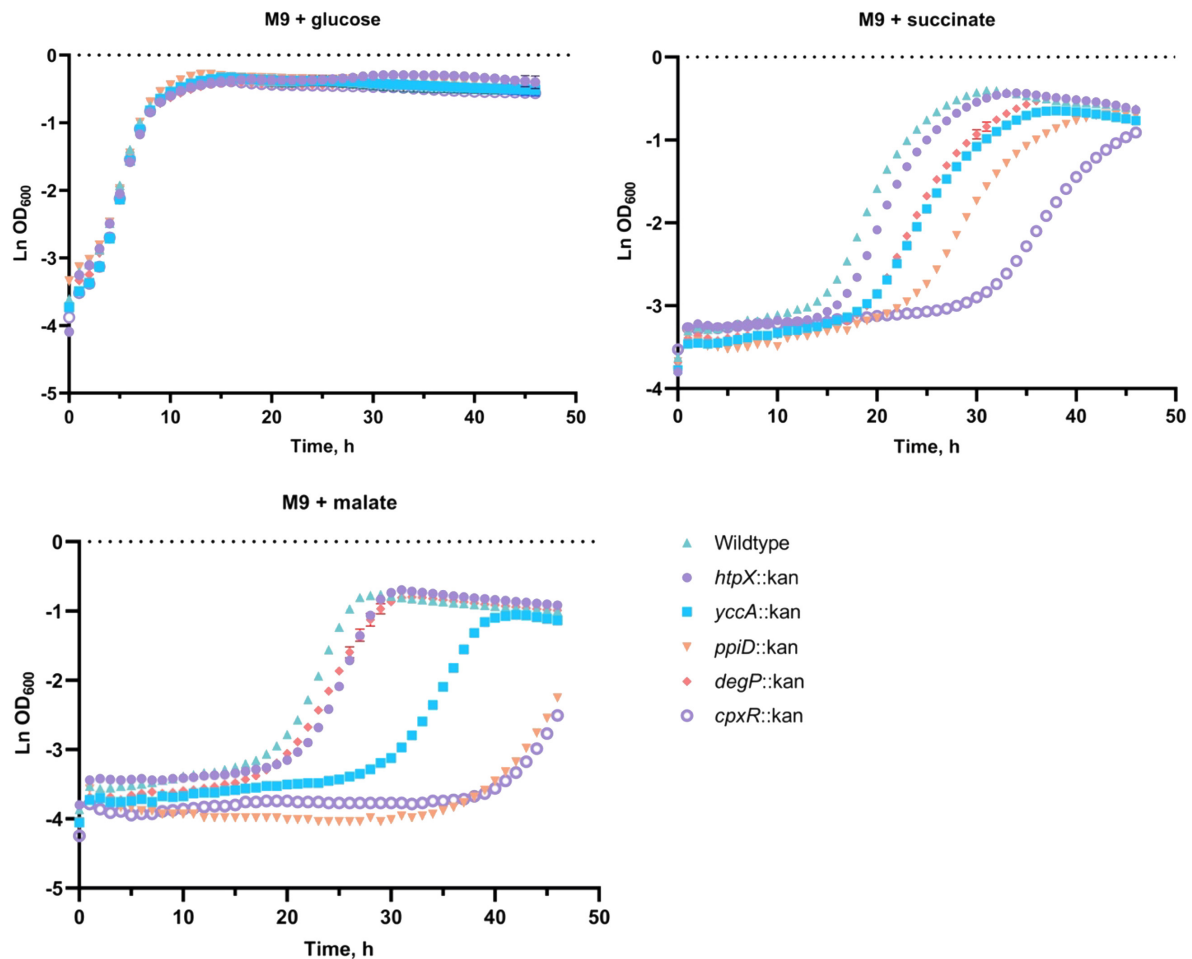 M9 + glucose
0
-1
-2
-3
-4
-5
Ln OD600
0 10 20 30 40 50
Time, h
M9 + succinate
0
-1
-2
-3
-4
Ln OD600
0 10 20 30 40 50
Time, h
M9 + malate
0
-1
-2
-3
-4
-5
Ln OD600
0 10 20 30 40 50
Time, h
Wildtype
htpX::kan
yccA::kan
ppiD::kan
degP::kan
cpxR::kan